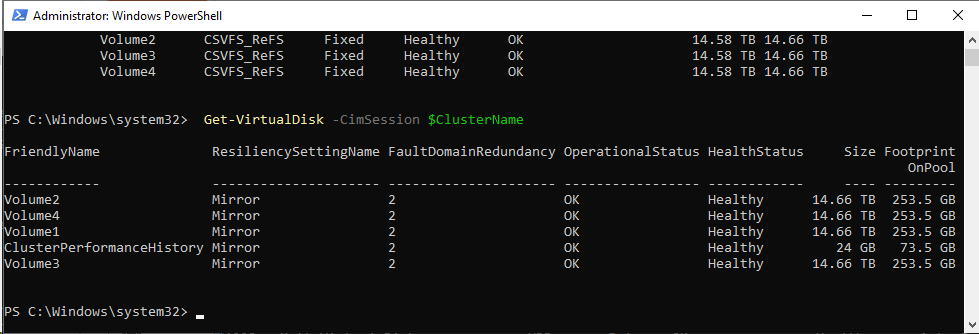 Administrator: Windows PowerShell
Volume2 CSVFS_ReFS Fixed Healthy OK 14.58 TB 14.66 TB
Volume3 CSVFS_ReFS Fixed Healthy OK 14.58 TB 14.66 TB
Volume4 CSVFS_ReFS Fixed Healthy OK 14.58 TB 14.66 TB
PS C:\Windows\system32> Get-VirtualDisk -CimSession $ClusterName
FriendlyName ResiliencySettingName FaultDomainRedundancy OperationalStatus HealthStatus Size Footprint
OnPool
------------ --------------------- --------------------- ----------------- ------------ ---- ---------
Volume2 Mirror 2 OK Healthy 14.66 TB 253.5 GB
Volume4 Mirror 2 OK Healthy 14.66 TB 253.5 GB
Volume1 Mirror 2 OK Healthy 14.66 TB 253.5 GB
ClusterPerformanceHistory Mirror 2 OK Healthy 24 GB 73.5 GB
Volume3 Mirror 2 OK Healthy 14.66 TB 253.5 GB
PS C:\Windows\system32>